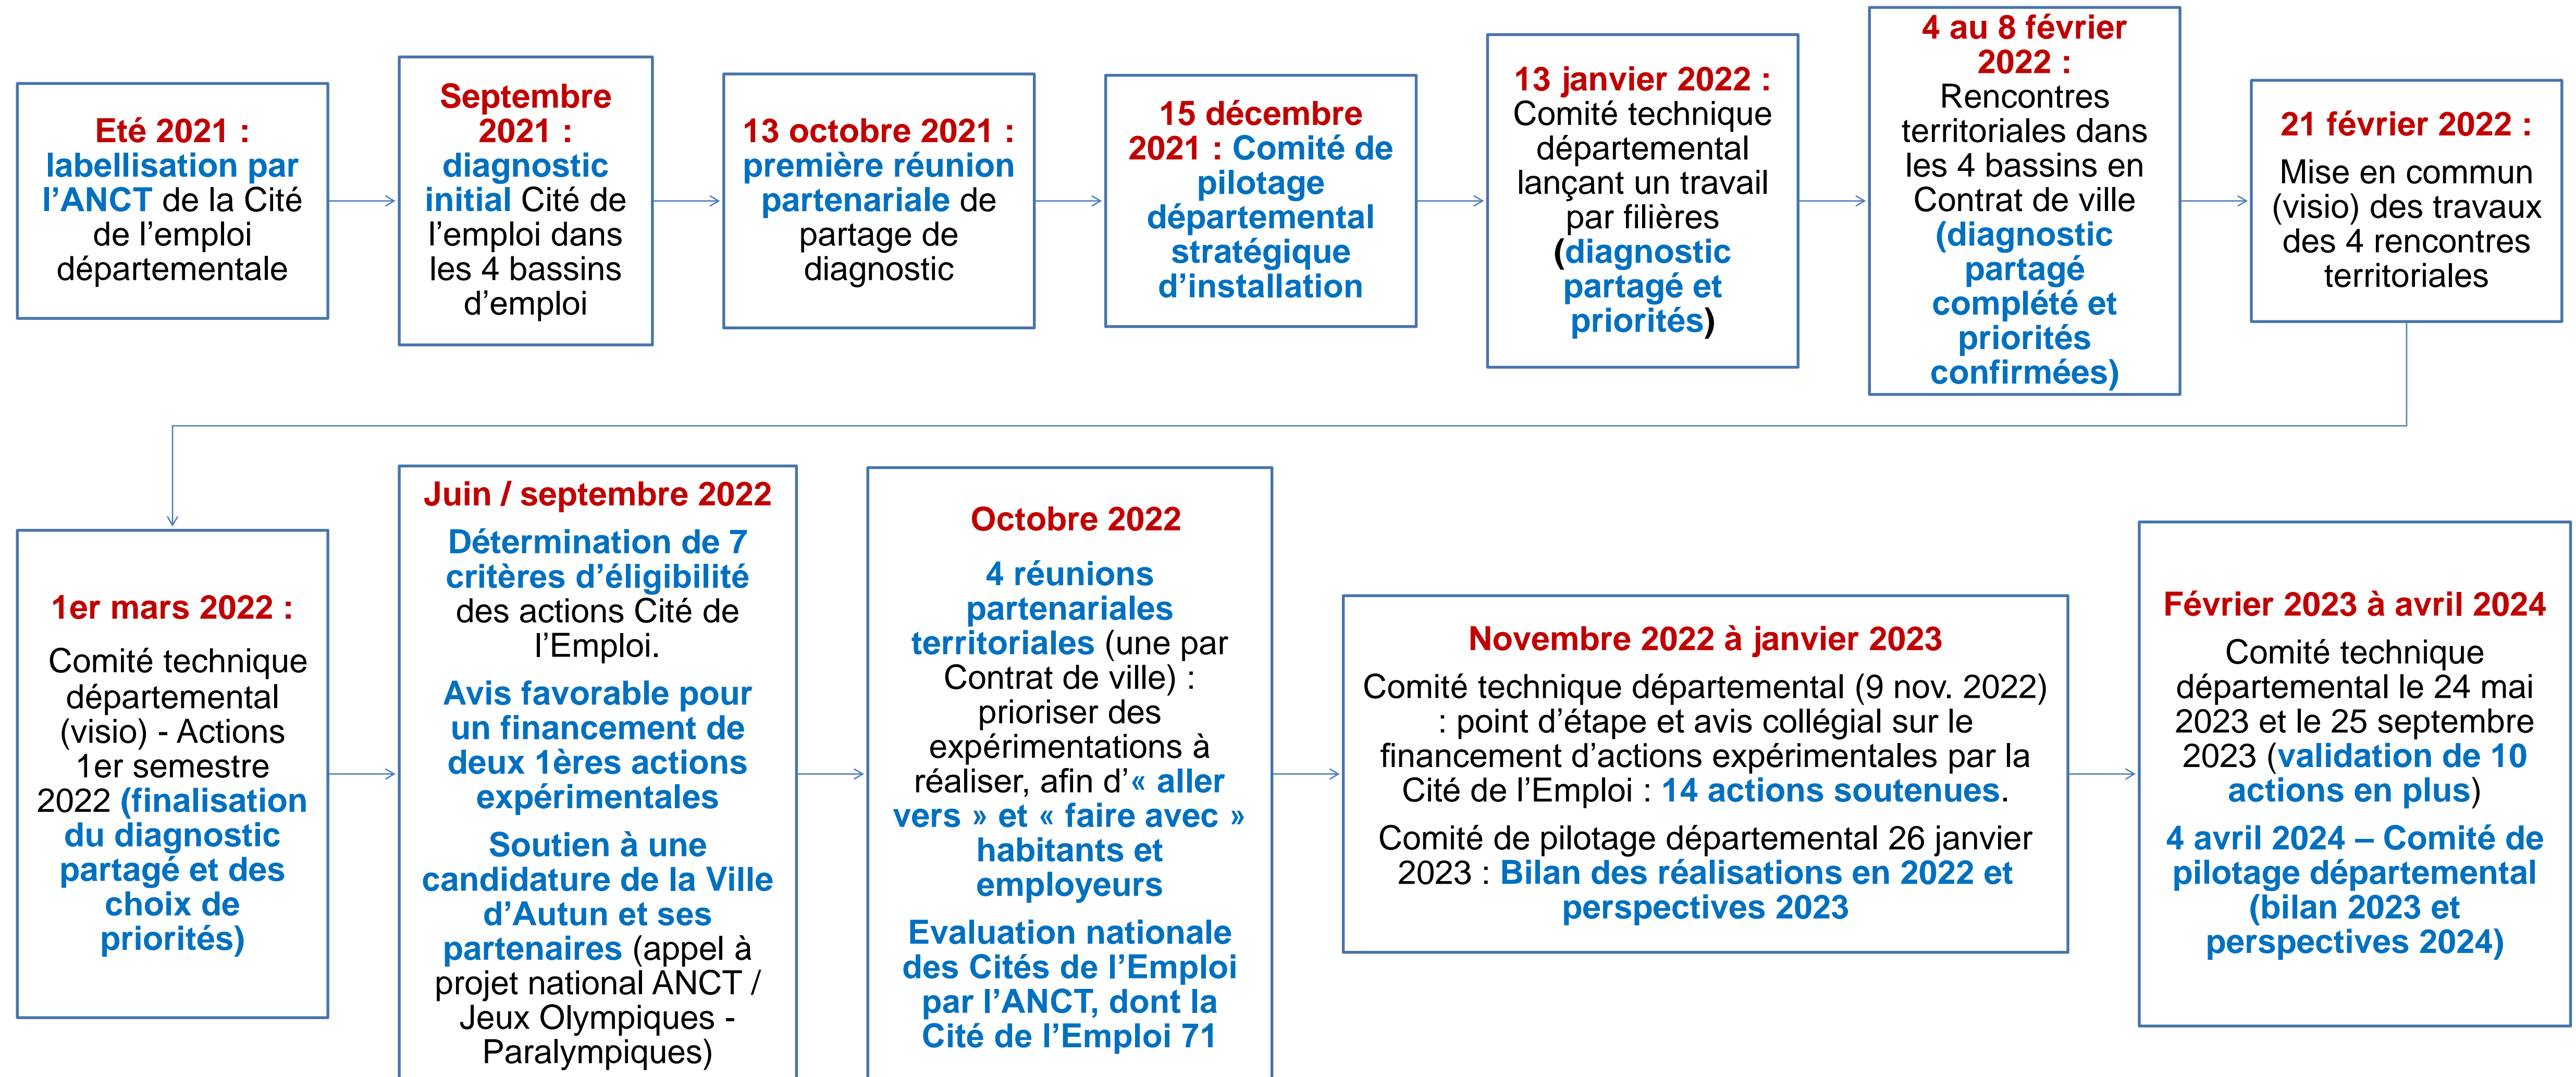 Eté 2021 :
labellisation par
l’ANCT de la Cité
de l’emploi
départementale
Septembre
2021 :
diagnostic
initial Cité de
l’emploi dans
les 4 bassins
d’emploi
13 octobre 2021 :
première réunion
partenariale de
partage de
diagnostic
15 décembre
2021 : Comité de
pilotage
départemental
stratégique
d’installation
13 janvier 2022 :
Comité technique
départemental
lançant un travail
par filières
(diagnostic
partagé et
priorités)
4 au 8 février
2022 :
Rencontres
territoriales dans
les 4 bassins en
Contrat de ville
(diagnostic
partagé
complété et
priorités
confirmées)
21 février 2022 :
Mise en commun
(visio) des travaux
des 4 rencontres
territoriales
1er mars 2022 :
Comité technique
départemental
(visio) - Actions
1er semestre
2022 (finalisation
du diagnostic
partagé et des
choix de
priorités)
Juin / septembre 2022
Détermination de 7
critères d’éligibilité
des actions Cité de
l’Emploi.
Avis favorable pour
un financement de
deux 1ères actions
expérimentales
Soutien à une
candidature de la Ville
d’Autun et ses
partenaires (appel à
projet national ANCT /
Jeux Olympiques -
Paralympiques)
Octobre 2022
4 réunions
partenariales
territoriales (une par
Contrat de ville) :
prioriser des
expérimentations à
réaliser, afin d’« aller
vers » et « faire avec »
habitants et
employeurs
Evaluation nationale
des Cités de l’Emploi
par l’ANCT, dont la
Cité de l’Emploi 71
Novembre 2022 à janvier 2023
Comité technique départemental (9 nov. 2022)
: point d’étape et avis collégial sur le
financement d’actions expérimentales par la
Cité de l’Emploi : 14 actions soutenues.
Comité de pilotage départemental 26 janvier
2023 : Bilan des réalisations en 2022 et
perspectives 2023
Février 2023 à avril 2024
Comité technique
départemental le 24 mai
2023 et le 25 septembre
2023 (validation de 10
actions en plus)
4 avril 2024 – Comité de
pilotage départemental
(bilan 2023 et
perspectives 2024)